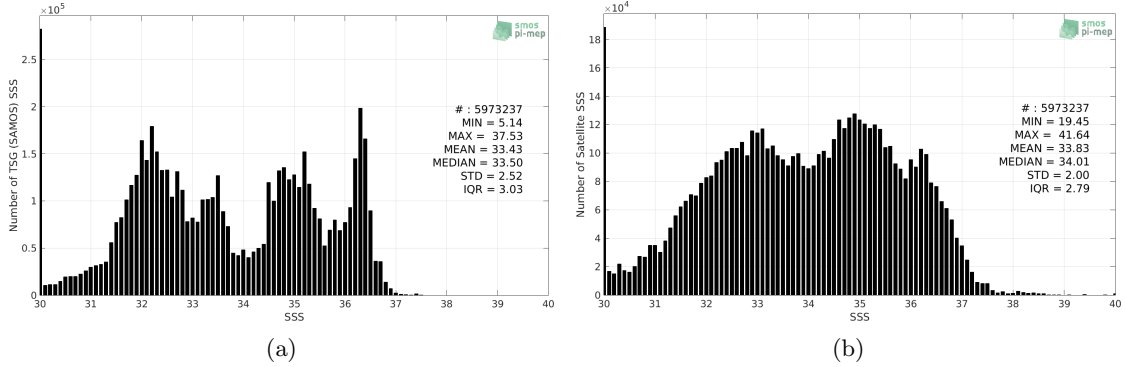 ×10⁵
2.5
2
1.5
1
0.5
0
30 31 32 33 34 35 36 37 38 39 40
SSS
Number of TSG (SAMOS) SSS
smos
pi-mep
# : 5973237
MIN = 5.14
MAX = 37.53
MEAN = 33.43
MEDIAN = 33.50
STD = 2.52
IQR = 3.03
(a)
×10⁴
18
16
14
12
10
8
6
4
2
0
30 31 32 33 34 35 36 37 38 39 40
SSS
Number of Satellite SSS
smos
pi-mep
# : 5973237
MIN = 19.45
MAX = 41.64
MEAN = 33.83
MEDIAN = 34.01
STD = 2.00
IQR = 2.79
(b)